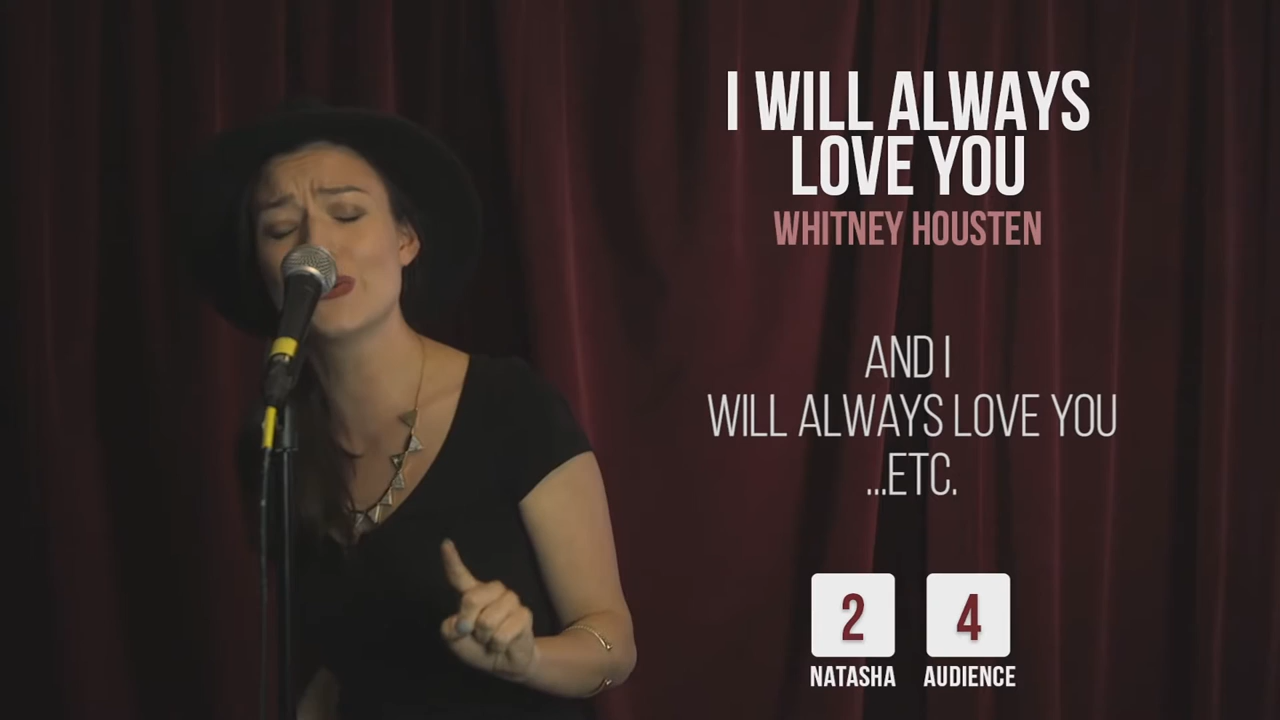 I WILL ALWAYS
LOVE YOU
WHITNEY HOUSTEN
AND I
WILL ALWAYS LOVE YOU
...ETC.
2 4
NATASHA AUDIENCE